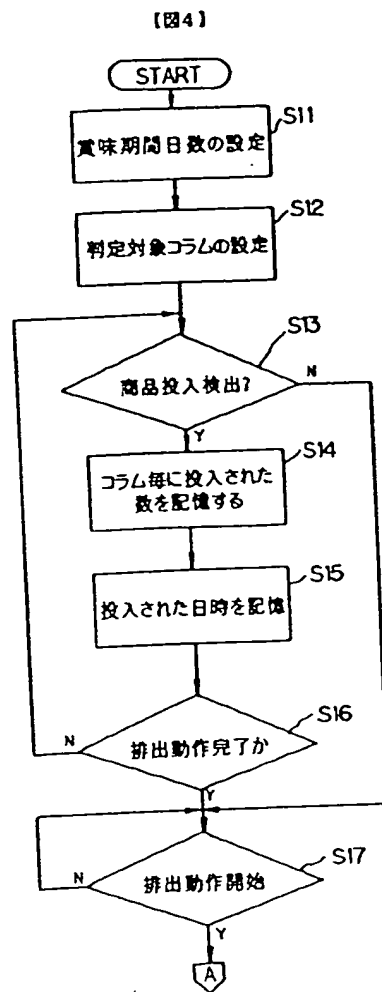 【図4】
START
S11
賞味期間日数の設定
S12
判定対象コラムの設定
S13
商品投入検出?
N
Y
S14
コラム毎に投入された
数を記憶する
S15
投入された日時を記憶
S16
排出動作完了か
N
Y
S17
排出動作開始
N
Y
A